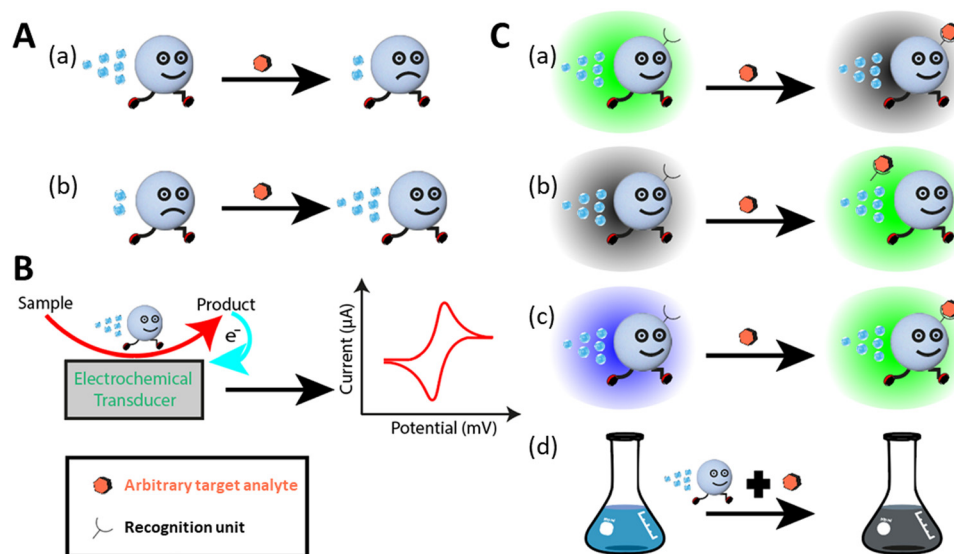 A
(a)
(b)
B
Sample
Product
e-
Electrochemical
Transducer
Current (µA)
Potential (mV)
Arbitrary target analyte
Recognition unit
C
(a)
(b)
(c)
(d)